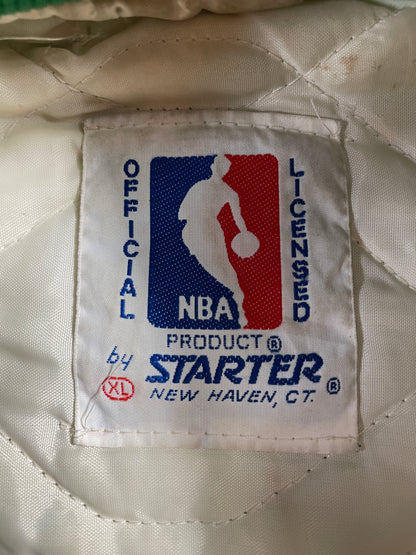 OFFICIAL
LICENSED
NBA
PRODUCT ®
by STARTER ®
XL
NEW HAVEN, CT.